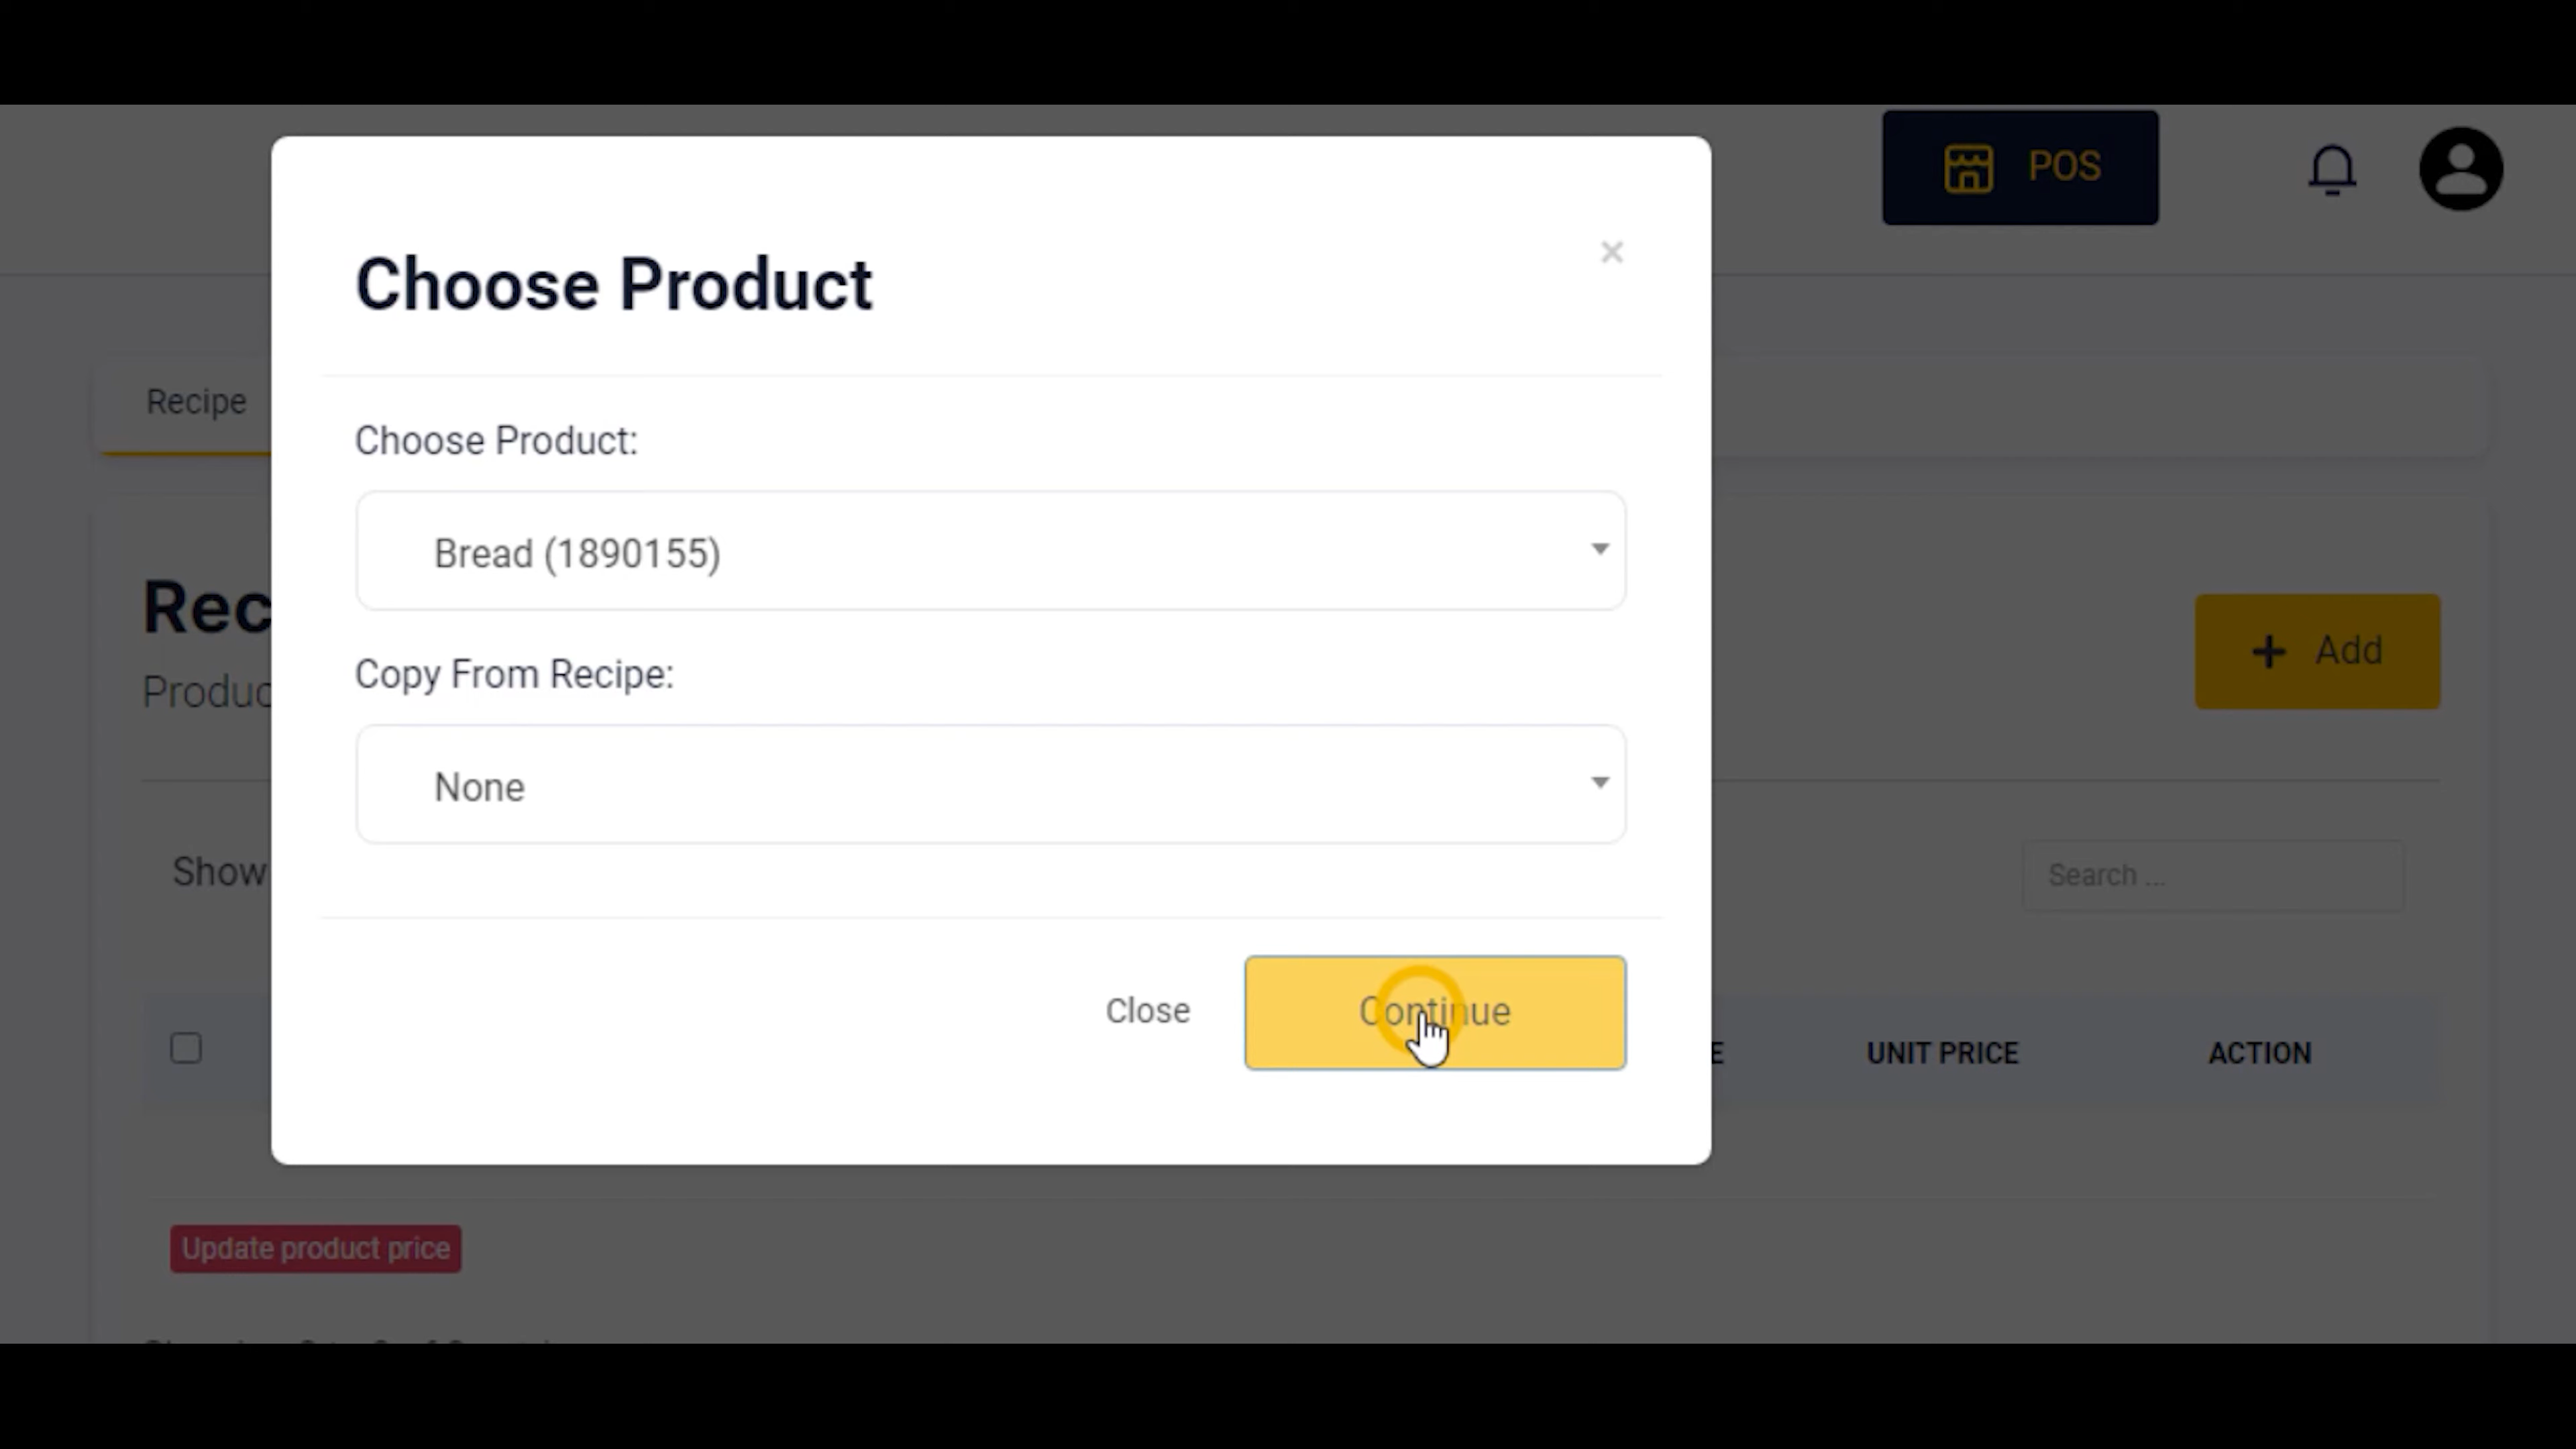 POS
Choose Product
×
Recipe
Choose Product:
Bread (1890155)
Rec
Add
Produc
Copy From Recipe:
None
Show
Search ...
Close
Continue
E
UNIT PRICE
ACTION
Update product price